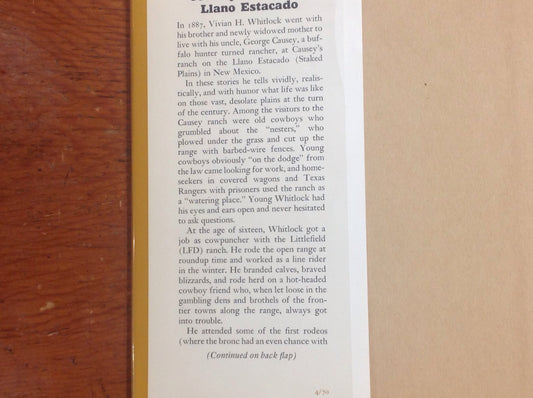 Llano Estacado
In 1887, Vivian H. Whitlock went with
his brother and newly widowed mother to
live with his uncle, George Causey, a buf-
falo hunter turned rancher, at Causey's
ranch on the Llano Estacado (Staked
Plains) in New Mexico.
In these stories he tells vividly, realis-
tically, and with humor what life was like
on those vast, desolate plains at the turn
of the century. Among the visitors to the
Causey ranch were old cowboys who
grumbled about the "nesters," who
plowed under the grass and cut up the
range with barbed-wire fences. Young
cowboys obviously "on the dodge" from
the law came looking for work, and home-
seekers in covered wagons and Texas
Rangers with prisoners used the ranch as
a "watering place." Young Whitlock had
his eyes and ears open and never hesitated
to ask questions.
At the age of sixteen, Whitlock got a
job as cowpuncher with the Littlefield
(LFD) ranch. He rode the open range at
roundup time and worked as a line rider
in the winter. He branded calves, braved
blizzards, and rode herd on a hot-headed
cowboy friend who, when let loose in the
gambling dens and brothels of the fron-
tier towns along the range, always got
into trouble.
He attended some of the first rodeos
(where the bronc had an even chance with
(Continued on back flap)
4/70